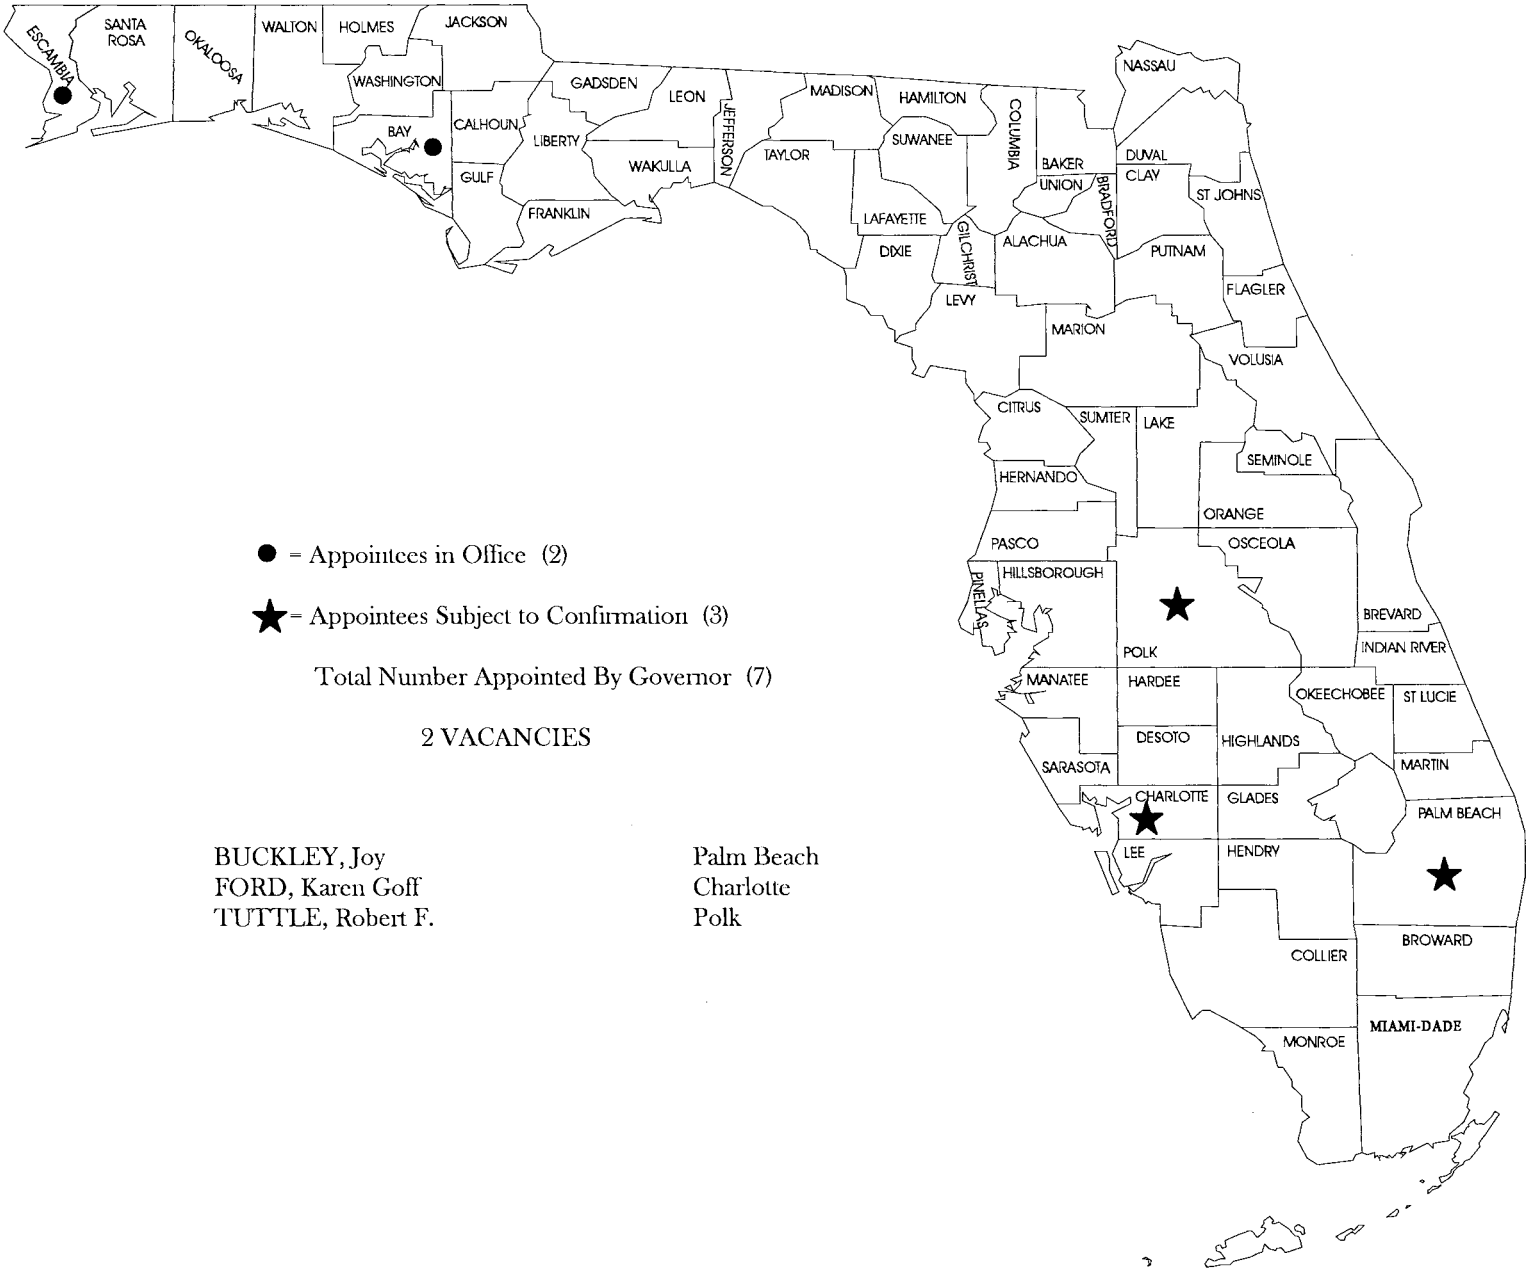 ESCAMBIA
SANTA
ROSA
OKALOOSA
WALTON
HOLMES
JACKSON
WASHINGTON
BAY
CALHOUN
GULF
GADSDEN
LIBERTY
FRANKLIN
LEON
WAKULLA
JEFFERSON
MADISON
TAYLOR
HAMILTON
SUWANEE
LAFAYETTE
DIXIE
COLUMBIA
GILCHRIST
LEVY
NASSAU
BAKER
UNION
BRADFORD
DUVAL
CLAY
ST JOHNS
ALACHUA
PUTNAM
FLAGLER
MARION
VOLUSIA
CITRUS
SUMTER
LAKE
SEMINOLE
HERNANDO
ORANGE
PASCO
OSCEOLA
HILLSBOROUGH
PINELLAS
POLK
BREVARD
INDIAN RIVER
MANATEE
HARDEE
OKEECHOBEE
ST LUCIE
DESOTO
HIGHLANDS
SARASOTA
MARTIN
CHARLOTTE
GLADES
PALM BEACH
LEE
HENDRY
BROWARD
COLLIER
MIAMI-DADE
MONROE
= Appointees in Office (2)
= Appointees Subject to Confirmation (3)
Total Number Appointed By Governor (7)
2 VACANCIES
BUCKLEY, Joy Palm Beach
FORD, Karen Goff Charlotte
TUTTLE, Robert F. Polk